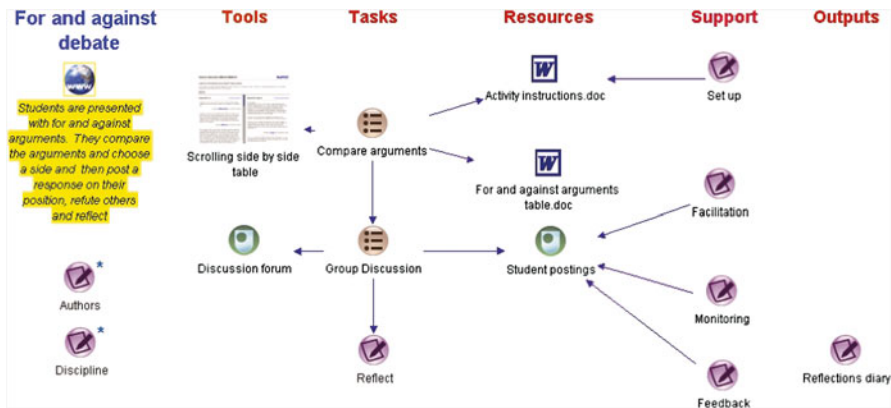 For and against
debate
Tools
Tasks
Resources
Support
Outputs
WWW
Students are presented
with for and against
arguments. They compare
the arguments and choose
a side and then post a
response on their
position, refute others
and reflect
Authors
*
Discipline
*
Scrolling side by side
table
Discussion forum
Compare arguments
Group Discussion
Reflect
W
Activity instructions.doc
W
For and against arguments
table.doc
Student postings
Set up
Facilitation
Monitoring
Feedback
Reflections diary